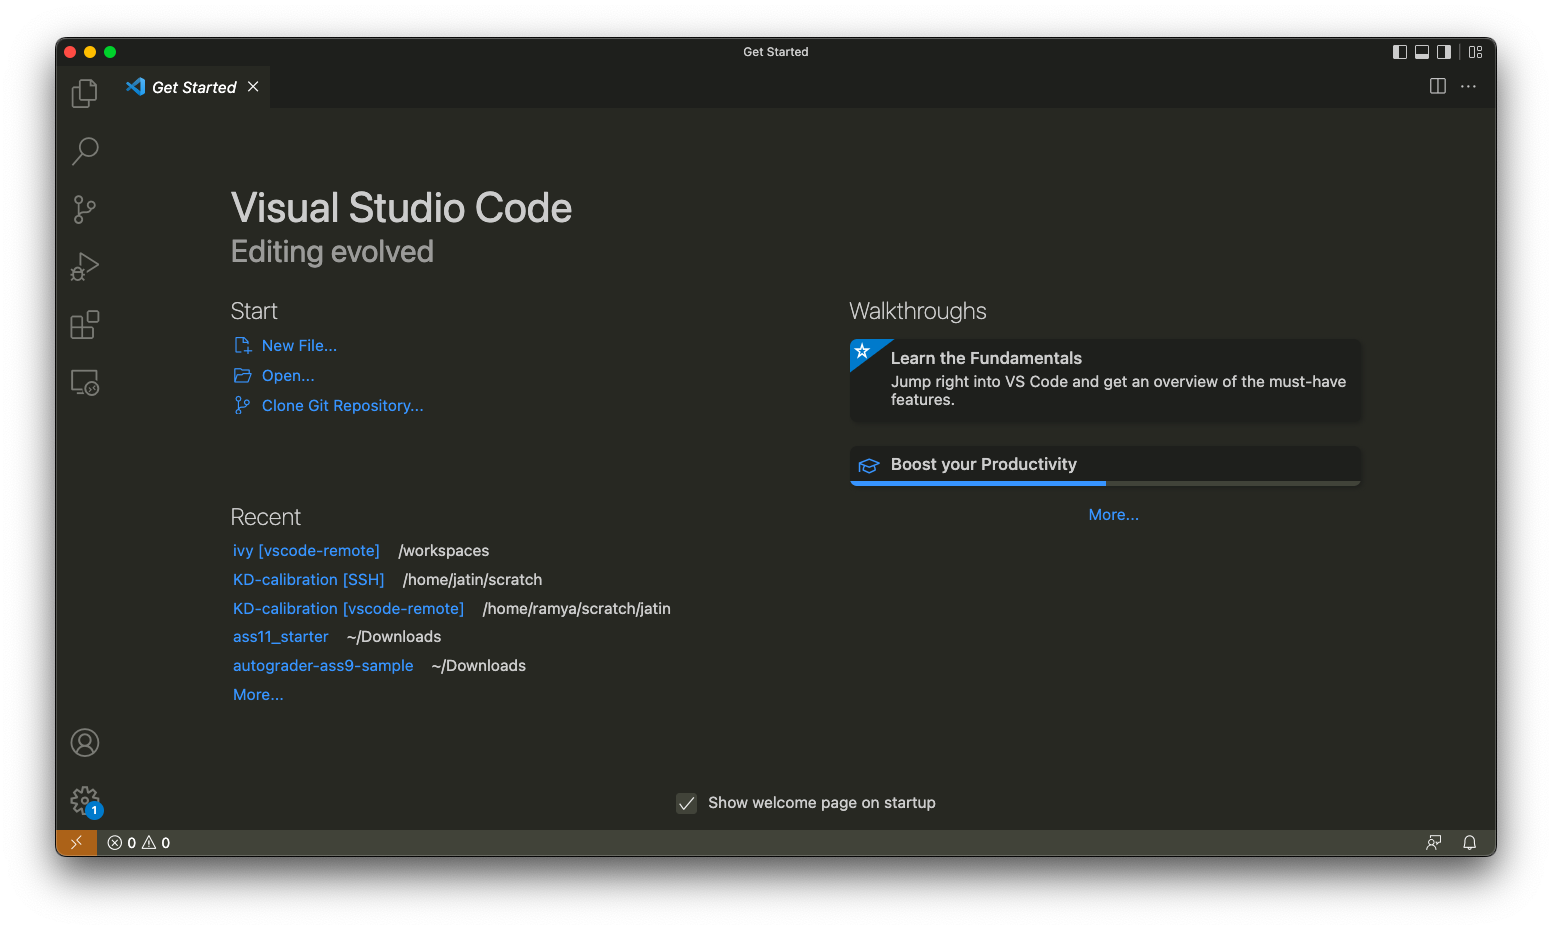 Get Started
Get Started
Visual Studio Code
Editing evolved
Start
New File...
Open...
Clone Git Repository...
Recent
ivy [vscode-remote] /workspaces
KD-calibration [SSH] /home/jatin/scratch
KD-calibration [vscode-remote] /home/ramya/scratch/jatin
ass11_starter ~/Downloads
autograder-ass9-sample ~/Downloads
More...
Walkthroughs
Learn the Fundamentals
Jump right into VS Code and get an overview of the must-have
features.
Boost your Productivity
More...
Show welcome page on startup
1
0 0